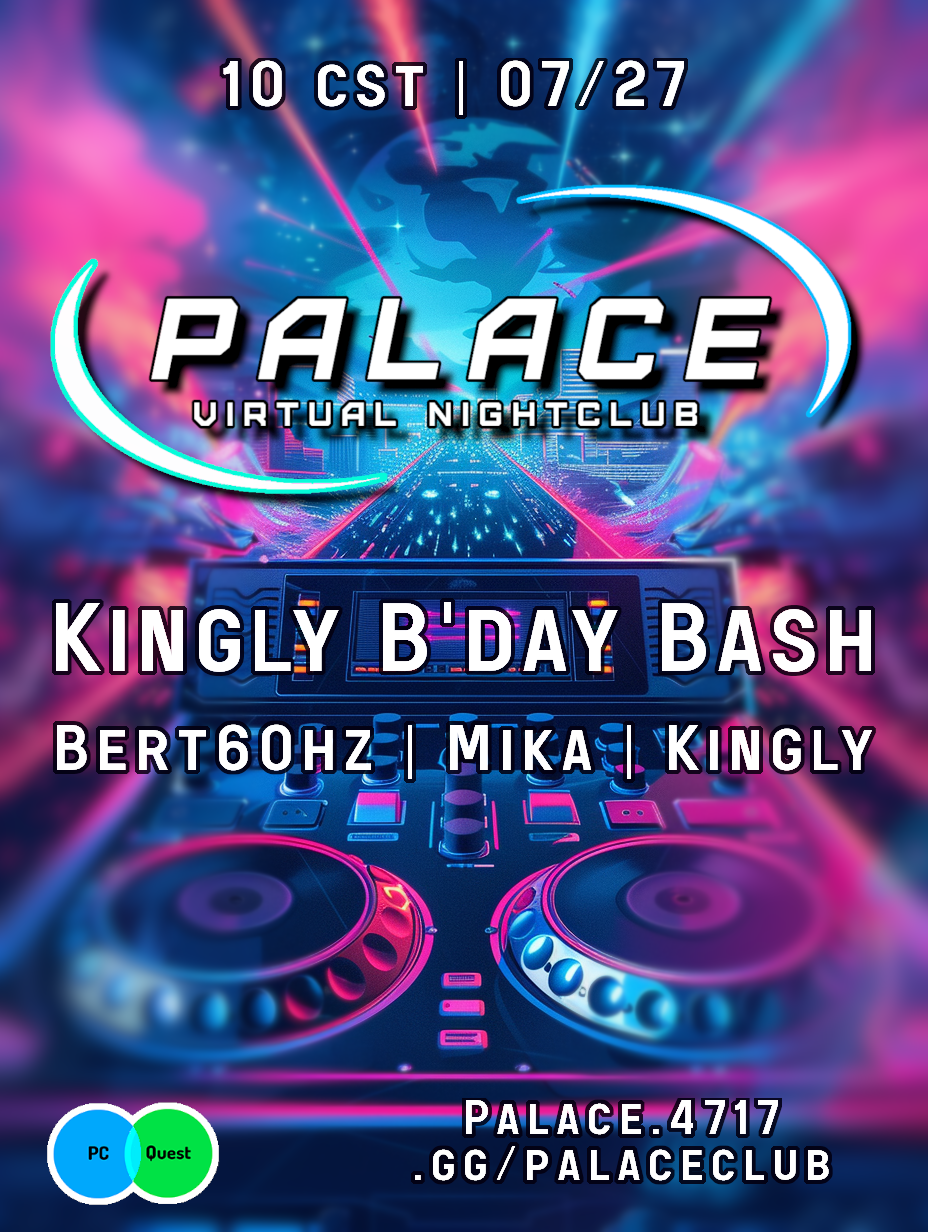 10 CST | 07/27
PALACE
VIRTUAL NIGHTCLUB
KINGLY B'DAY BASH
BERT60HZ | MIKA | KINGLY
PC Quest
PALACE.4717
.GG/PALACECLUB